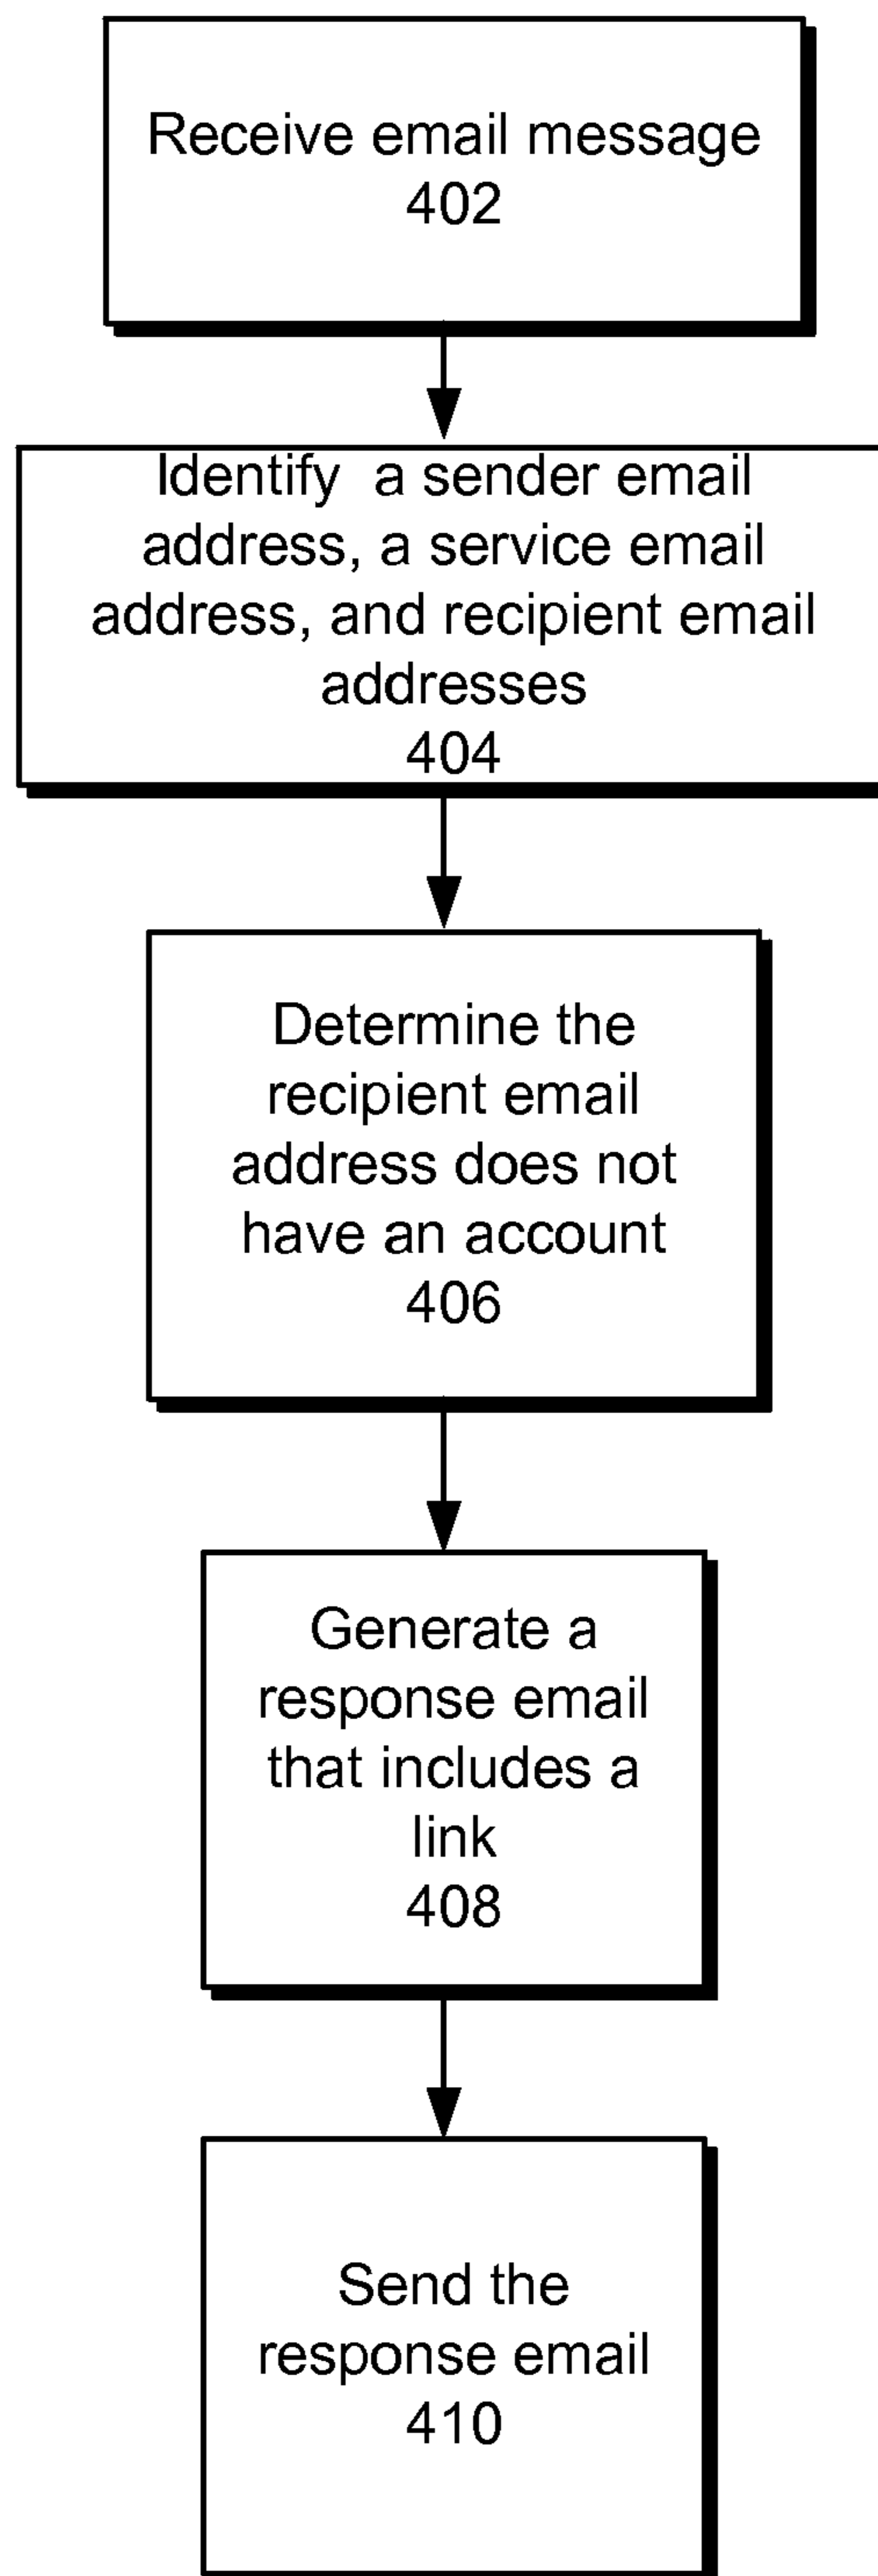 Receive email message
402
Identify a sender email
address, a service email
address, and recipient email
addresses
404
Determine the
recipient email
address does not
have an account
406
Generate a
response email
that includes a
link
408
Send the
response email
410